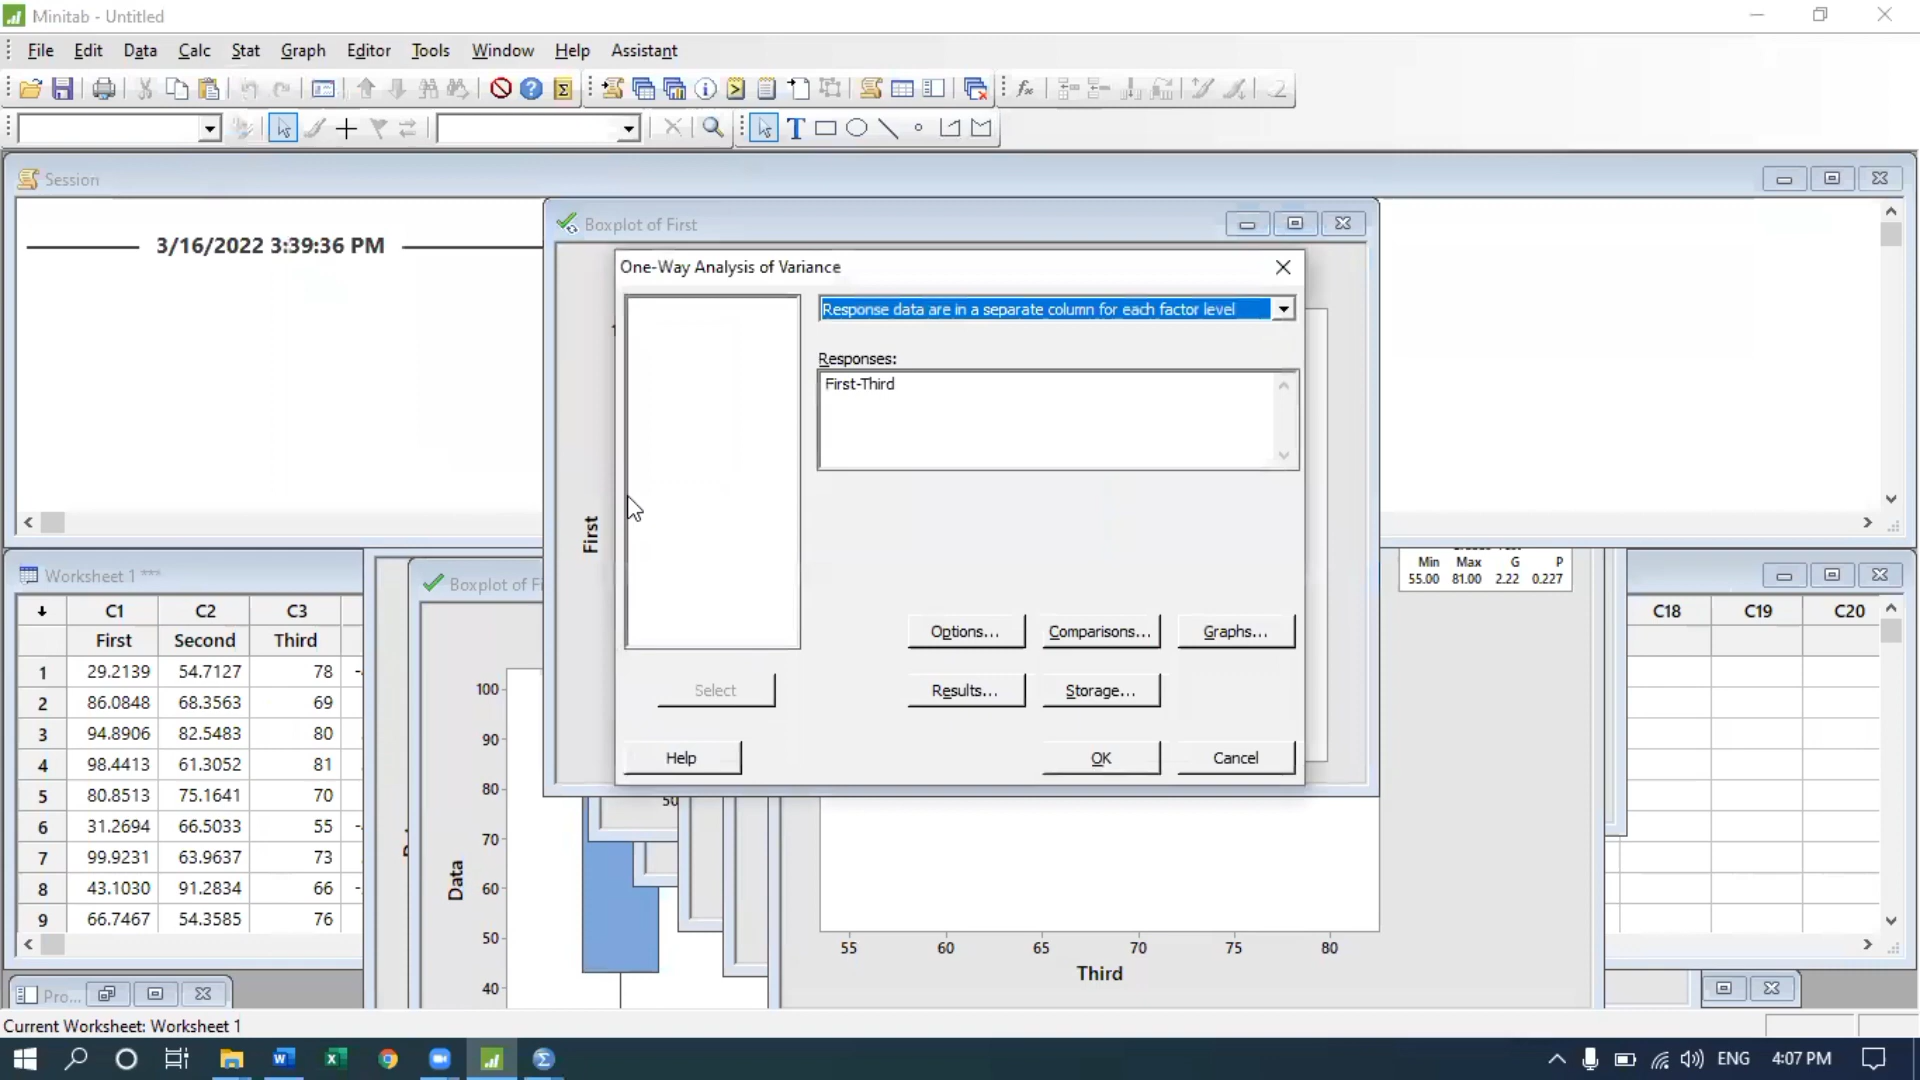 Minitab - Untitled
File Edit Data Calc Stat Graph Editor Tools Window Help Assistant
Session
3/16/2022 3:39:36 PM
Boxplot of First
One-Way Analysis of Variance
Response data are in a separate column for each factor level
Responses:
First-Third
First
Options... Comparisons... Graphs...
Select Results... Storage...
Help OK Cancel
Min Max G P
55.00 81.00 2.22 0.227
Worksheet 1 ***
C1 C2 C3 C18 C19 C20
First Second Third
1 29.2139 54.7127 78
2 86.0848 68.3563 69
3 94.8906 82.5483 80
4 98.4413 61.3052 81
5 80.8513 75.1641 70
6 31.2694 66.5033 55
7 99.9231 63.9637 73
8 43.1030 91.2834 66
9 66.7467 54.3585 76
Boxplot of Fi
100
90
80
70
60
50
40
Data
50
55 60 65 70 75 80
Third
Pro...
Current Worksheet: Worksheet 1
ENG 4:07 PM